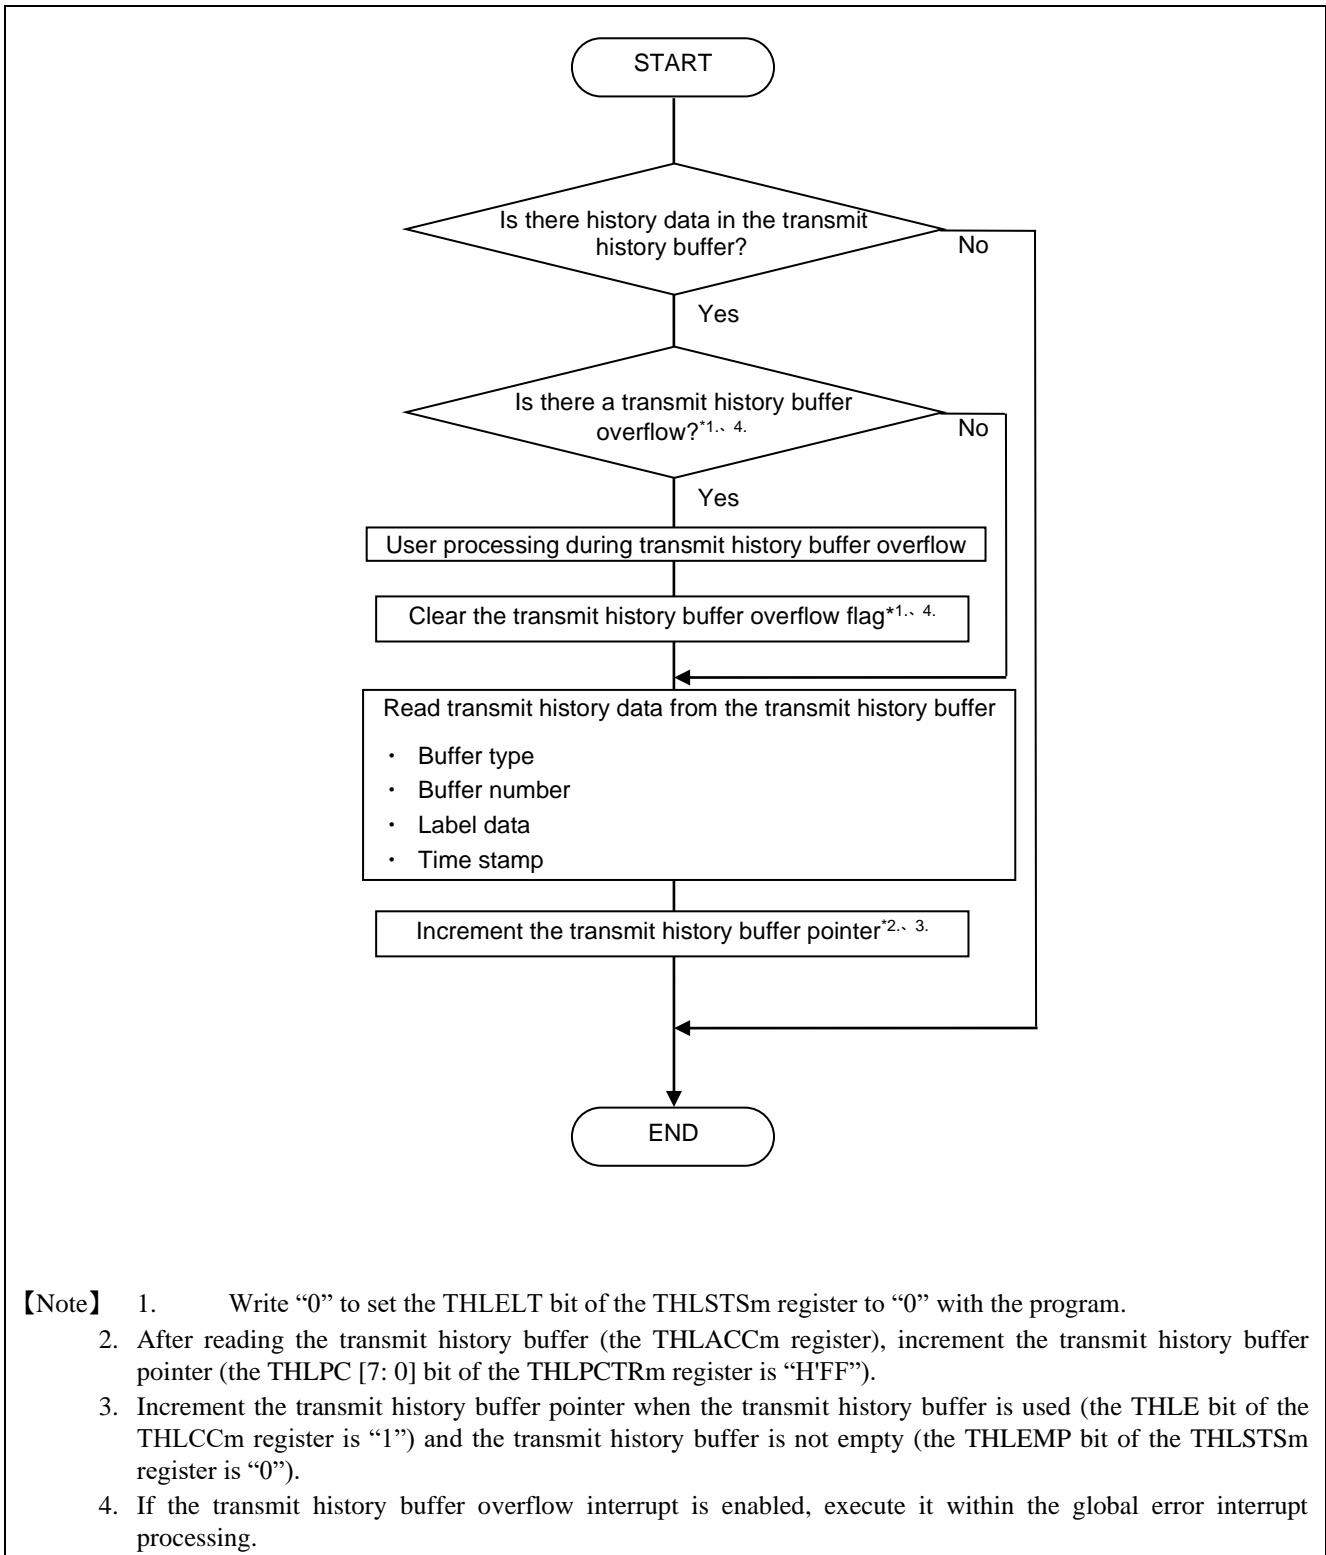 START
Is there history data in the transmit
history buffer?
No
Yes
Is there a transmit history buffer
overflow?*1.、4.
No
Yes
User processing during transmit history buffer overflow
Clear the transmit history buffer overflow flag*1.、4.
Read transmit history data from the transmit history buffer
・ Buffer type
・ Buffer number
・ Label data
・ Time stamp
Increment the transmit history buffer pointer*2.、3.
END
【Note】 1. Write “0” to set the THLELT bit of the THLSTSm register to “0” with the program.
2. After reading the transmit history buffer (the THLACCm register), increment the transmit history buffer
pointer (the THLPC [7: 0] bit of the THLPCTRm register is “H'FF”).
3. Increment the transmit history buffer pointer when the transmit history buffer is used (the THLE bit of the
THLCCm register is “1”) and the transmit history buffer is not empty (the THLEMP bit of the THLSTSm
register is “0”).
4. If the transmit history buffer overflow interrupt is enabled, execute it within the global error interrupt
processing.